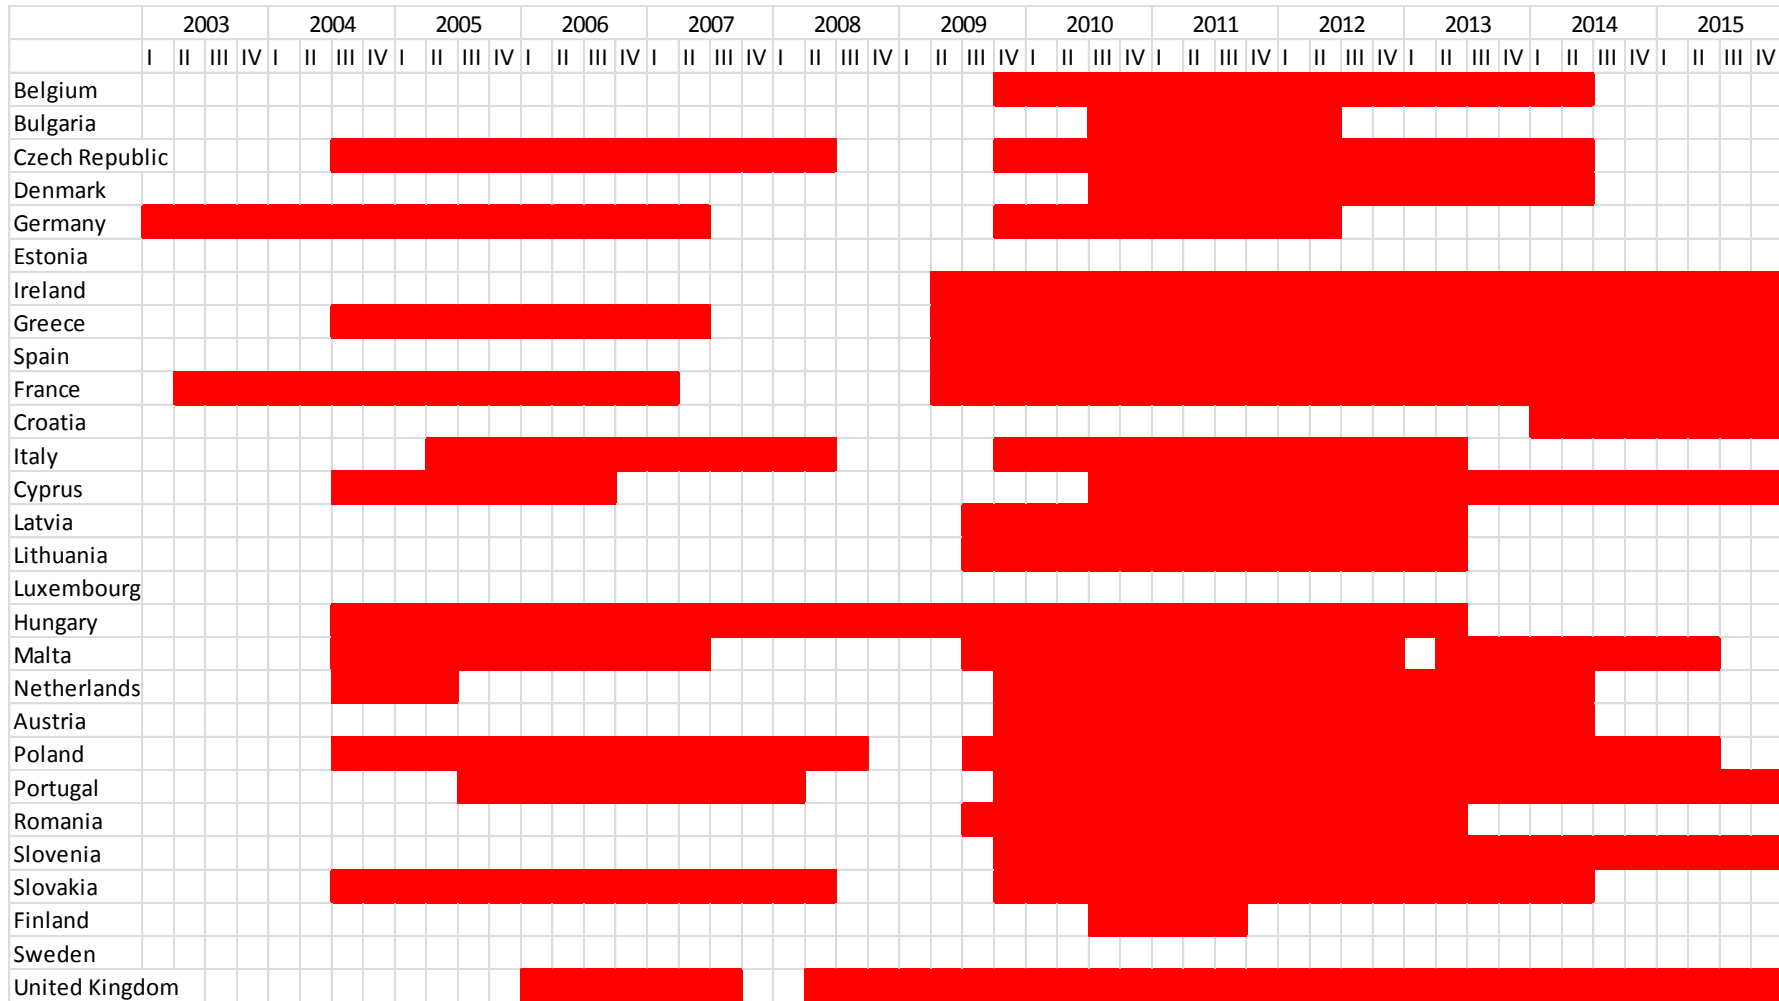 2003 2004 2005 2006 2007 2008 2009 2010 2011 2012 2013 2014 2015
I II III IV I II III IV I II III IV I II III IV I II III IV I II III IV I II III IV I II III IV I II III IV I II III IV I II III IV I II III IV I II III IV
Belgium
Bulgaria
Czech Republic
Denmark
Germany
Estonia
Ireland
Greece
Spain
France
Croatia
Italy
Cyprus
Latvia
Lithuania
Luxembourg
Hungary
Malta
Netherlands
Austria
Poland
Portugal
Romania
Slovenia
Slovakia
Finland
Sweden
United Kingdom